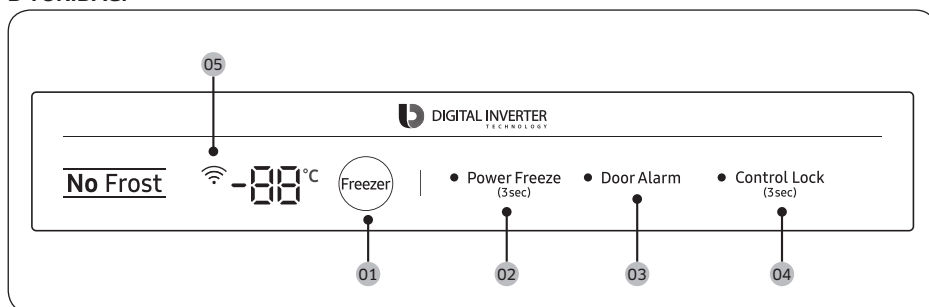 05
DIGITAL INVERTER
TECHNOLOGY
No Frost
-88°C
Freezer
Power Freeze
(3sec)
Door Alarm
Control Lock
(3sec)
01
02
03
04